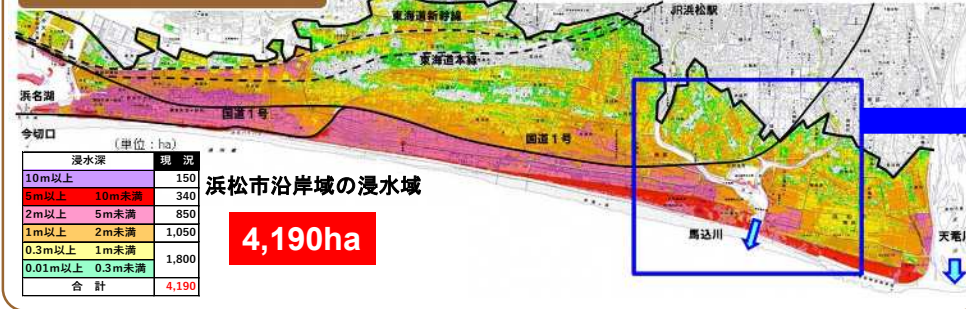 東海道新幹線
JR浜松駅
東海道本線
浜名湖
国道1号
国道1号
今切口
(単位：ha)
浸水深 現 況
10m以上 150
5m以上 10m未満 340
2m以上 5m未満 850
1m以上 2m未満 1,050
0.3m以上 1m未満 1,800
0.01m以上 0.3m未満
合 計 4,190
浜松市沿岸域の浸水域
4,190ha
馬込川
天竜川